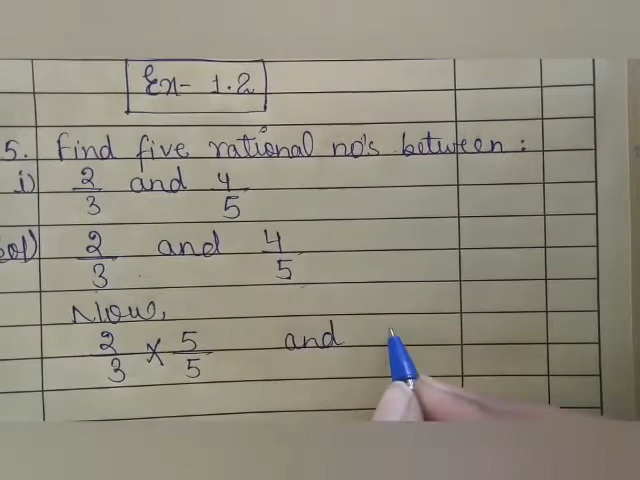 Ex- 1.2
5. Find five rational no's between :
i) 2/3 and 4/5
Sol) 2/3 and 4/5
Now,
2/3 × 5/5 and